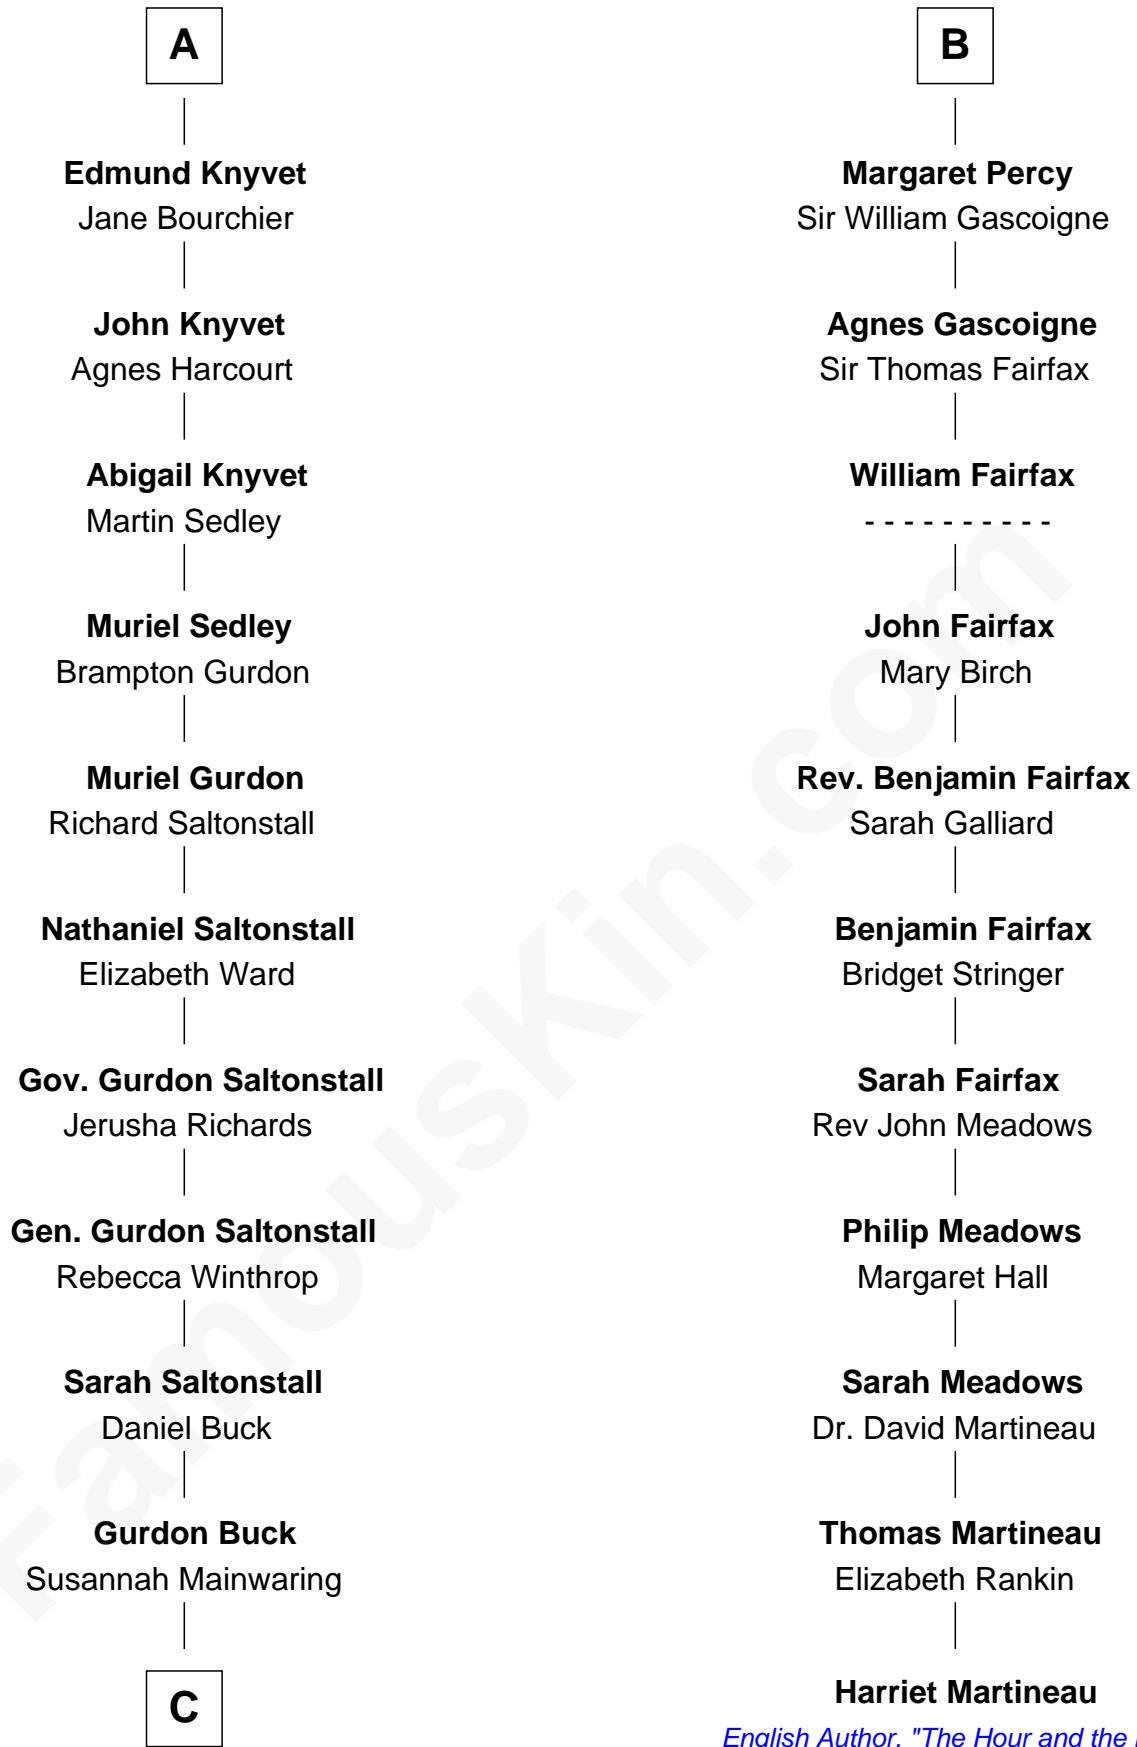 A
Edmund Knyvet
Jane Bourchier
John Knyvet
Agnes Harcourt
Abigail Knyvet
Martin Sedley
Muriel Sedley
Brampton Gurdon
Muriel Gurdon
Richard Saltonstall
Nathaniel Saltonstall
Elizabeth Ward
Gov. Gurdon Saltonstall
Jerusha Richards
Gen. Gurdon Saltonstall
Rebecca Winthrop
Sarah Saltonstall
Daniel Buck
Gurdon Buck
Susannah Mainwaring
C
B
Margaret Percy
Sir William Gascoigne
Agnes Gascoigne
Sir Thomas Fairfax
William Fairfax
- - - - - - - - - -
John Fairfax
Mary Birch
Rev. Benjamin Fairfax
Sarah Galliard
Benjamin Fairfax
Bridget Stringer
Sarah Fairfax
Rev John Meadows
Philip Meadows
Margaret Hall
Sarah Meadows
Dr. David Martineau
Thomas Martineau
Elizabeth Rankin
Harriet Martineau
English Author, "The Hour and the
FamousKin.com